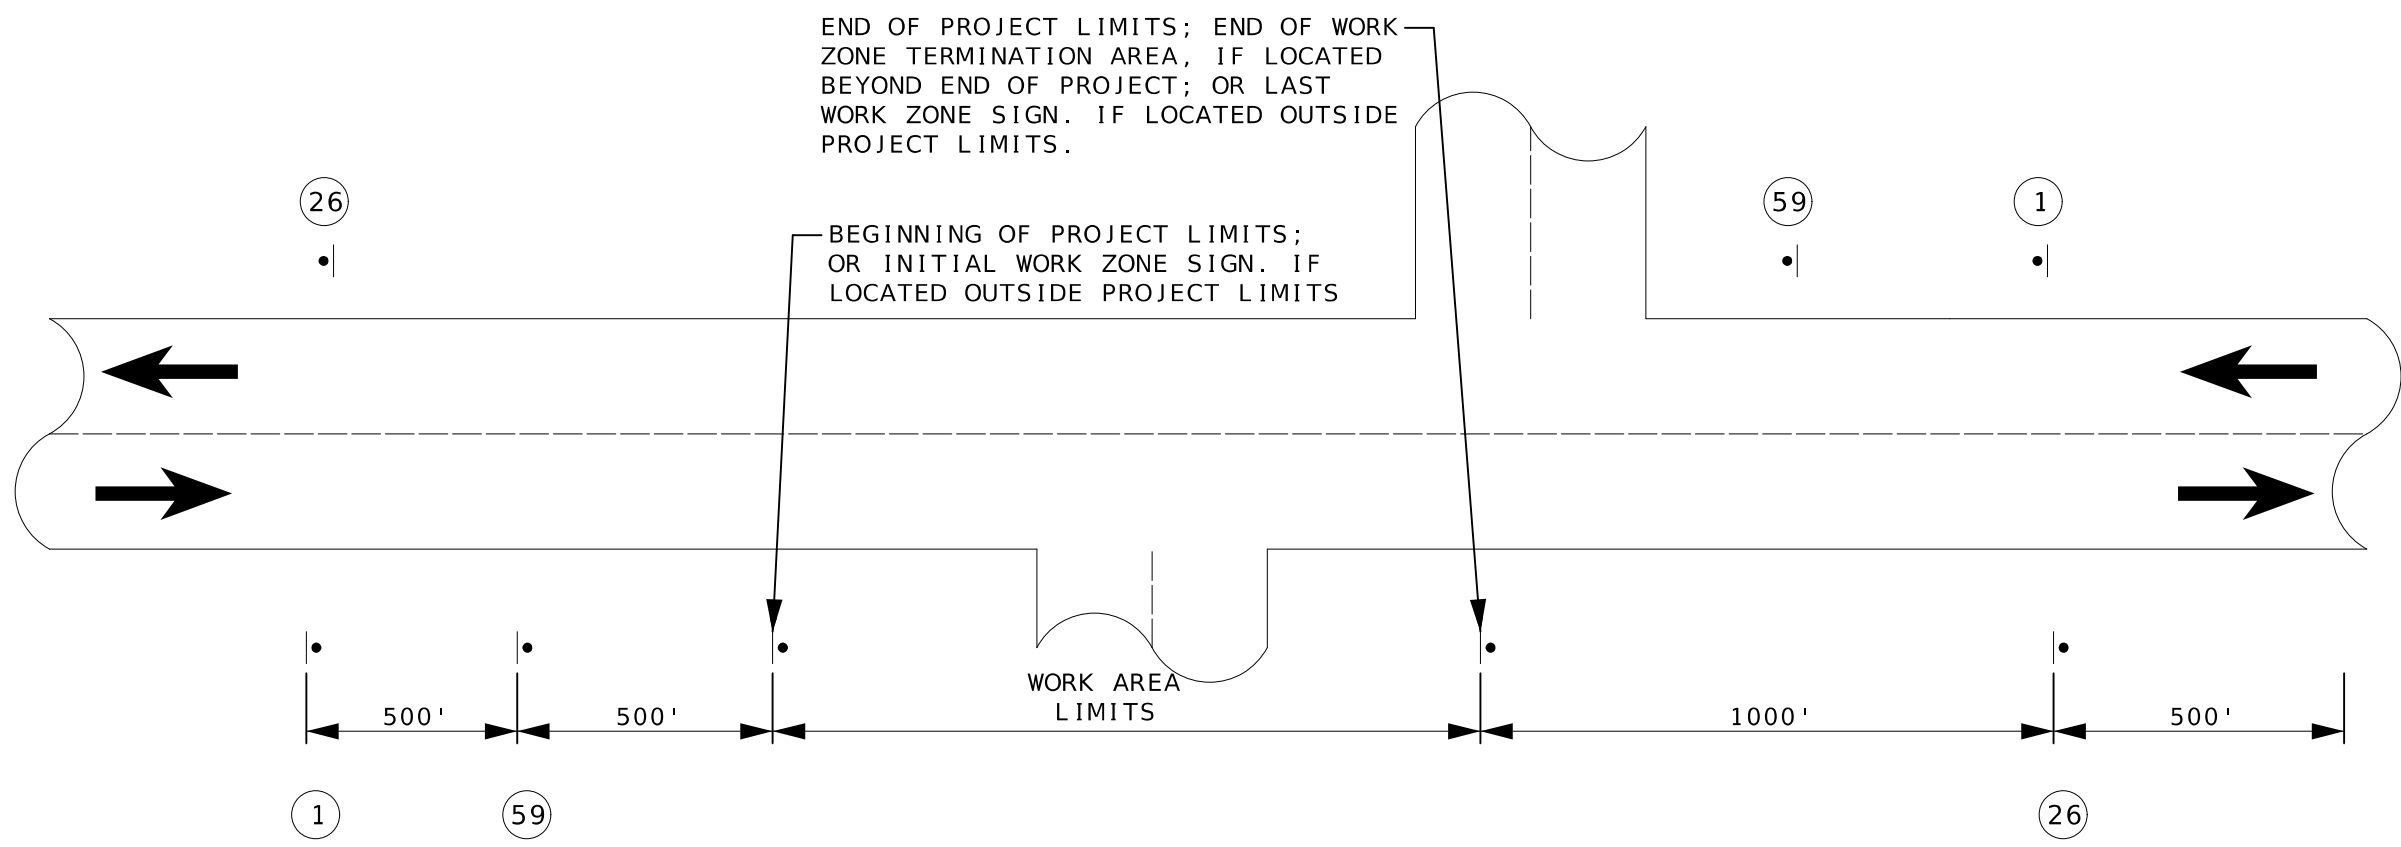 END OF PROJECT LIMITS; END OF WORK
ZONE TERMINATION AREA, IF LOCATED
BEYOND END OF PROJECT; OR LAST
WORK ZONE SIGN. IF LOCATED OUTSIDE
PROJECT LIMITS.
26
59
1
BEGINNING OF PROJECT LIMITS;
OR INITIAL WORK ZONE SIGN. IF
LOCATED OUTSIDE PROJECT LIMITS
WORK AREA
LIMITS
500'
500'
1000'
500'
1
59
26